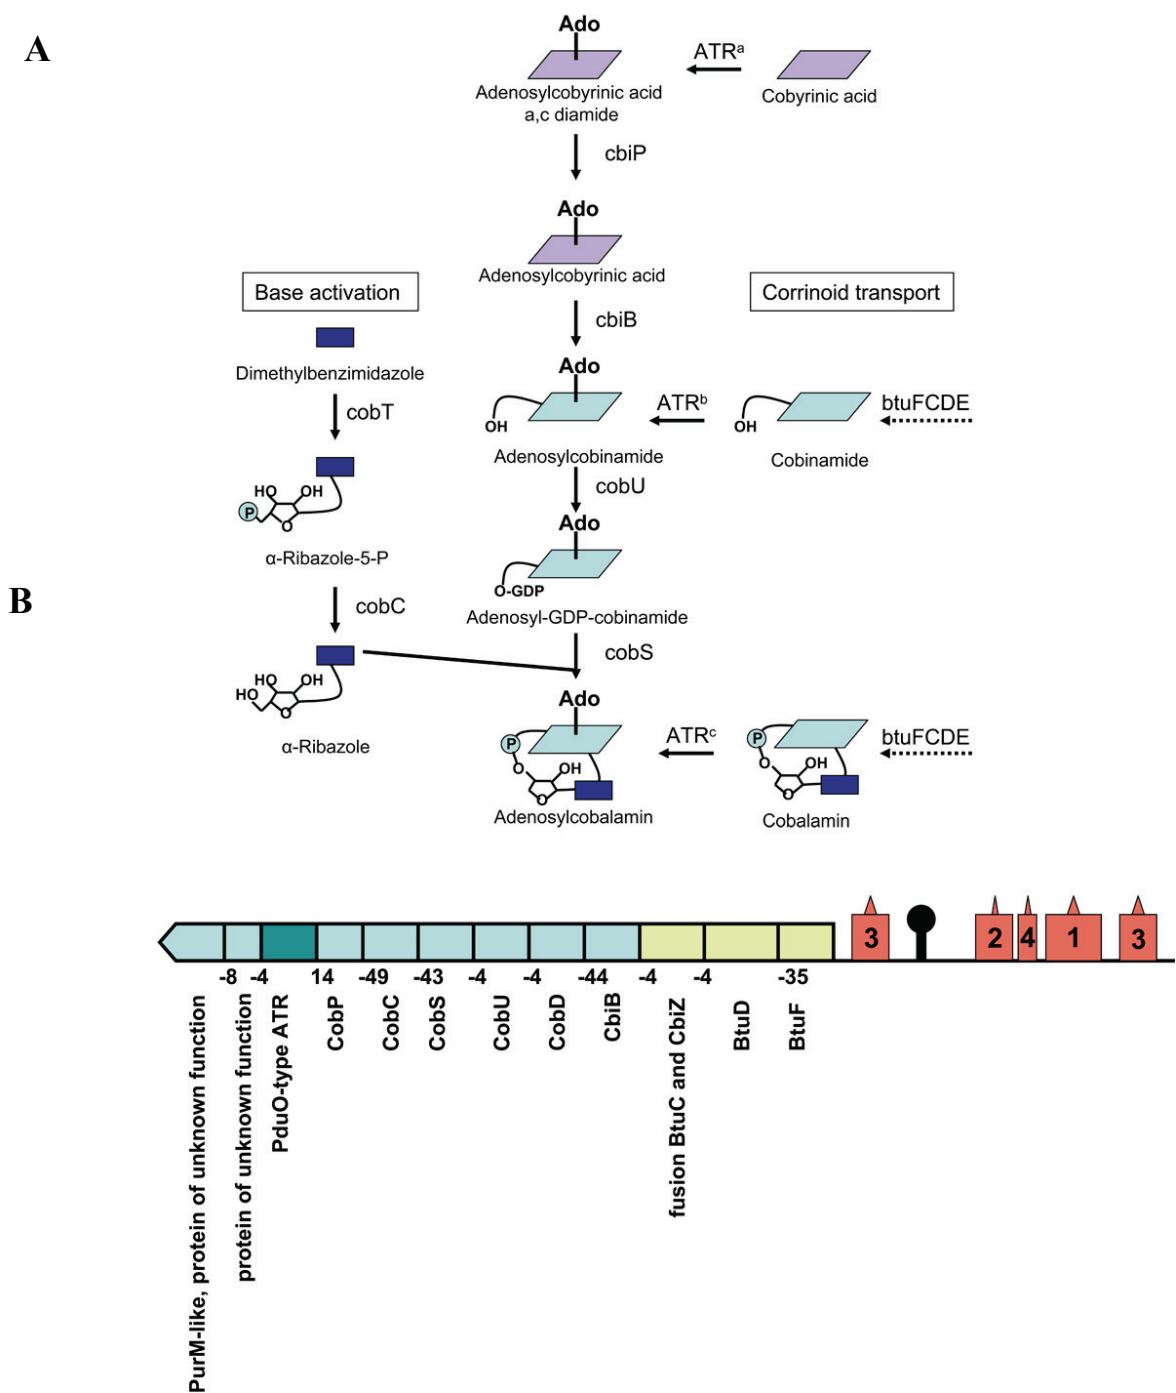 A
Ado
ATRᵃ
Adenosylcobyrinic acid
a,c diamide
Cobyrinic acid
cbiP
Ado
Adenosylcobyrinic acid
Base activation
Corrinoid transport
cbiB
Dimethylbenzimidazole
Ado
ATRᵇ
btuFCDE
OH
OH
cobT
Adenosylcobinamide
Cobinamide
cobU
HO
OH
P
O
Ado
α-Ribazole-5-P
O-GDP
B
cobC
Adenosyl-GDP-cobinamide
cobS
HO
OH
HO
O
Ado
α-Ribazole
P
ATRᶜ
P
btuFCDE
O
OH
O
OH
O
O
Adenosylcobalamin
Cobalamin
3
2
4
1
3
-8
-4
14
-49
-43
-4
-4
-44
-4
-4
-35
PurM-like, protein of unknown function
protein of unknown function
PduO-type ATR
CobP
CobC
CobS
CobU
CobD
CbiB
fusion BtuC and CbiZ
BtuD
BtuF